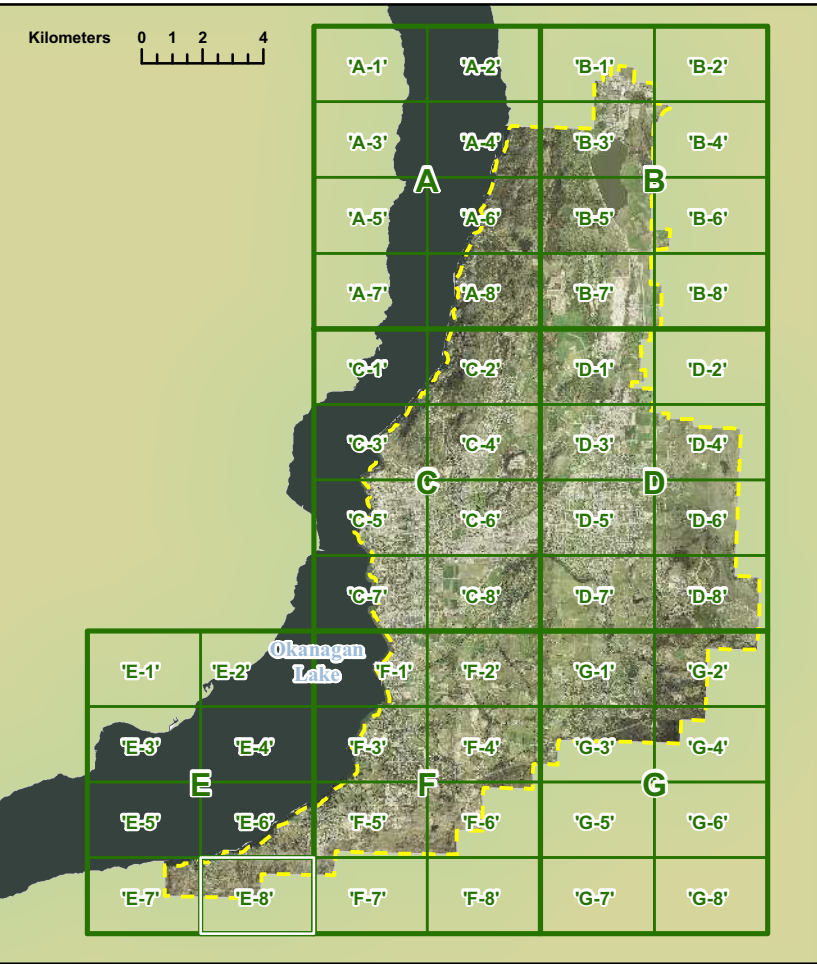 Kilometers 0 1 2 4
'A-1' 'A-2' 'B-1' 'B-2'
'A-3' 'A-4' 'B-3' 'B-4'
A B
'A-5' 'A-6' 'B-5' 'B-6'
'A-7' 'A-8' 'B-7' 'B-8'
'C-1' 'C-2' 'D-1' 'D-2'
'C-3' 'C-4' 'D-3' 'D-4'
C D
'C-5' 'C-6' 'D-5' 'D-6'
'C-7' 'C-8' 'D-7' 'D-8'
Okanagan
Lake
'E-1' 'E-2' 'F-1' 'F-2' 'G-1' 'G-2'
'E-3' 'E-4' 'F-3' 'F-4' 'G-3' 'G-4'
E F G
'E-5' 'E-6' 'F-5' 'F-6' 'G-5' 'G-6'
'E-7' 'E-8' 'F-7' 'F-8' 'G-7' 'G-8'